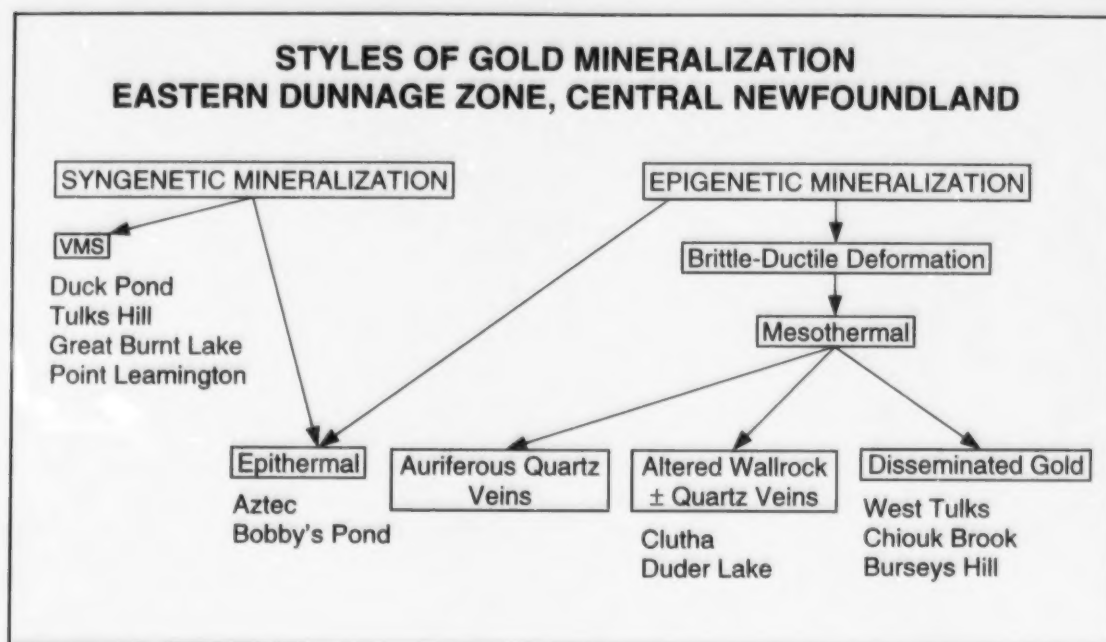 STYLES OF GOLD MINERALIZATION
EASTERN DUNNAGE ZONE, CENTRAL NEWFOUNDLAND
SYNGENETIC MINERALIZATION
EPIGENETIC MINERALIZATION
VMS
Duck Pond
Tulks Hill
Great Burnt Lake
Point Leamington
Brittle-Ductile Deformation
Mesothermal
Epithermal
Aztec
Bobby's Pond
Auriferous Quartz
Veins
Altered Wallrock
± Quartz Veins
Clutha
Duder Lake
Disseminated Gold
West Tulks
Chiouk Brook
Burseys Hill